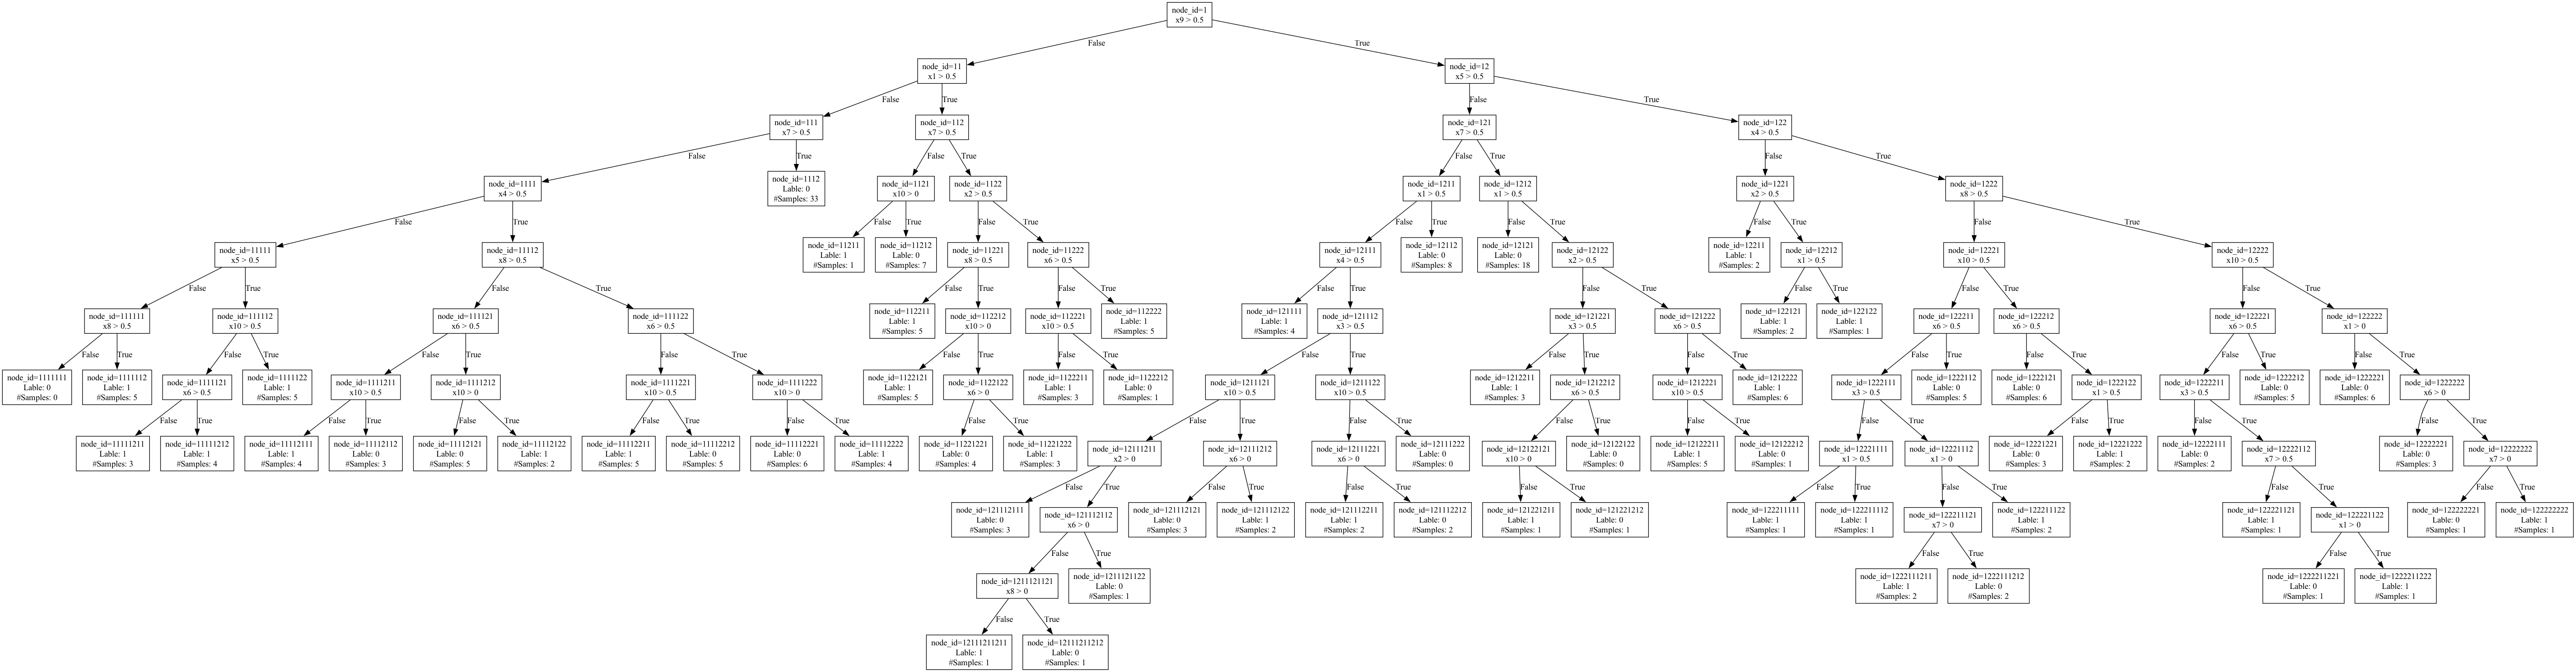 node_id=1
x9 > 0.5
False
True
node_id=11
x1 > 0.5
node_id=12
x5 > 0.5
False
True
False
True
node_id=111
x7 > 0.5
node_id=112
x7 > 0.5
node_id=121
x7 > 0.5
node_id=122
x4 > 0.5
False
True
False
True
False
True
False
True
node_id=1111
x4 > 0.5
node_id=1112
Lable: 0
#Samples: 33
node_id=1121
x10 > 0
node_id=1122
x2 > 0.5
node_id=1211
x1 > 0.5
node_id=1212
x1 > 0.5
node_id=1221
x2 > 0.5
node_id=1222
x8 > 0.5
False
True
False
True
False
True
False
True
False
True
False
True
False
True
node_id=11111
x5 > 0.5
node_id=11112
x8 > 0.5
node_id=11211
Lable: 1
#Samples: 1
node_id=11212
Lable: 0
#Samples: 7
node_id=11221
x8 > 0.5
node_id=11222
x6 > 0.5
node_id=12111
x4 > 0.5
node_id=12112
Lable: 0
#Samples: 8
node_id=12121
Lable: 0
#Samples: 18
node_id=12122
x2 > 0.5
node_id=12211
Lable: 1
#Samples: 2
node_id=12212
x1 > 0.5
node_id=12221
x10 > 0.5
node_id=12222
x10 > 0.5
False
True
False
True
False
True
False
True
False
True
False
True
False
True
False
True
False
True
node_id=111111
x8 > 0.5
node_id=111112
x10 > 0.5
node_id=111121
x6 > 0.5
node_id=111122
x6 > 0.5
node_id=112211
Lable: 1
#Samples: 5
node_id=112212
x10 > 0
node_id=112221
x10 > 0.5
node_id=112222
Lable: 1
#Samples: 5
node_id=121111
Lable: 1
#Samples: 4
node_id=121112
x3 > 0.5
node_id=121221
x3 > 0.5
node_id=121222
x6 > 0.5
node_id=122121
Lable: 1
#Samples: 2
node_id=122122
Lable: 1
#Samples: 1
node_id=122211
x6 > 0.5
node_id=122212
x6 > 0.5
node_id=122221
x6 > 0.5
node_id=122222
x1 > 0
False
True
False
True
False
True
False
True
False
True
False
True
False
True
False
True
False
True
False
True
False
True
False
True
False
True
node_id=1111111
Lable: 0
#Samples: 0
node_id=1111112
Lable: 1
#Samples: 5
node_id=1111121
x6 > 0.5
node_id=1111122
Lable: 1
#Samples: 5
node_id=1111211
x10 > 0.5
node_id=1111212
x10 > 0
node_id=1111221
x10 > 0.5
node_id=1111222
x10 > 0
node_id=1122121
Lable: 1
#Samples: 5
node_id=1122122
x6 > 0
node_id=1122211
Lable: 1
#Samples: 3
node_id=1122212
Lable: 0
#Samples: 1
node_id=1211121
x10 > 0.5
node_id=1211122
x10 > 0.5
node_id=1212211
Lable: 1
#Samples: 3
node_id=1212212
x6 > 0.5
node_id=1212221
x10 > 0.5
node_id=1212222
Lable: 1
#Samples: 6
node_id=1222111
x3 > 0.5
node_id=1222112
Lable: 0
#Samples: 5
node_id=1222121
Lable: 0
#Samples: 6
node_id=1222122
x1 > 0.5
node_id=1222211
x3 > 0.5
node_id=1222212
Lable: 0
#Samples: 5
node_id=1222221
Lable: 0
#Samples: 6
node_id=1222222
x6 > 0
False
True
False
True
False
True
False
True
False
True
False
True
False
True
False
True
False
True
False
True
False
True
False
True
False
True
False
True
node_id=11111211
Lable: 1
#Samples: 3
node_id=11111212
Lable: 1
#Samples: 4
node_id=11112111
Lable: 1
#Samples: 4
node_id=11112112
Lable: 0
#Samples: 3
node_id=11112121
Lable: 0
#Samples: 5
node_id=11112122
Lable: 1
#Samples: 2
node_id=11112211
Lable: 1
#Samples: 5
node_id=11112212
Lable: 0
#Samples: 5
node_id=11112221
Lable: 0
#Samples: 6
node_id=11112222
Lable: 1
#Samples: 4
node_id=11221221
Lable: 0
#Samples: 4
node_id=11221222
Lable: 1
#Samples: 3
node_id=12111211
x2 > 0
node_id=12111212
x6 > 0
node_id=12111221
x6 > 0
node_id=12111222
Lable: 0
#Samples: 0
node_id=12122121
x10 > 0
node_id=12122122
Lable: 0
#Samples: 0
node_id=12122211
Lable: 1
#Samples: 5
node_id=12122212
Lable: 0
#Samples: 1
node_id=12221111
x1 > 0.5
node_id=12221112
x1 > 0
node_id=12221221
Lable: 0
#Samples: 3
node_id=12221222
Lable: 1
#Samples: 2
node_id=12222111
Lable: 0
#Samples: 2
node_id=12222112
x7 > 0.5
node_id=12222221
Lable: 0
#Samples: 3
node_id=12222222
x7 > 0
False
True
False
True
False
True
False
True
False
True
False
True
False
True
False
True
node_id=121112111
Lable: 0
#Samples: 3
node_id=121112112
x6 > 0
node_id=121112121
Lable: 0
#Samples: 3
node_id=121112122
Lable: 1
#Samples: 2
node_id=121112211
Lable: 1
#Samples: 2
node_id=121112212
Lable: 0
#Samples: 2
node_id=121221211
Lable: 1
#Samples: 1
node_id=121221212
Lable: 0
#Samples: 1
node_id=122211111
Lable: 1
#Samples: 1
node_id=122211112
Lable: 1
#Samples: 1
node_id=122211121
x7 > 0
node_id=122211122
Lable: 1
#Samples: 2
node_id=122221121
Lable: 1
#Samples: 1
node_id=122221122
x1 > 0
node_id=122222221
Lable: 0
#Samples: 1
node_id=122222222
Lable: 1
#Samples: 1
False
True
False
True
False
True
node_id=1211121121
x8 > 0
node_id=1211121122
Lable: 0
#Samples: 1
node_id=1222111211
Lable: 1
#Samples: 2
node_id=1222111212
Lable: 0
#Samples: 2
node_id=1222211221
Lable: 0
#Samples: 1
node_id=1222211222
Lable: 1
#Samples: 1
False
True
node_id=12111211211
Lable: 1
#Samples: 1
node_id=12111211212
Lable: 0
#Samples: 1